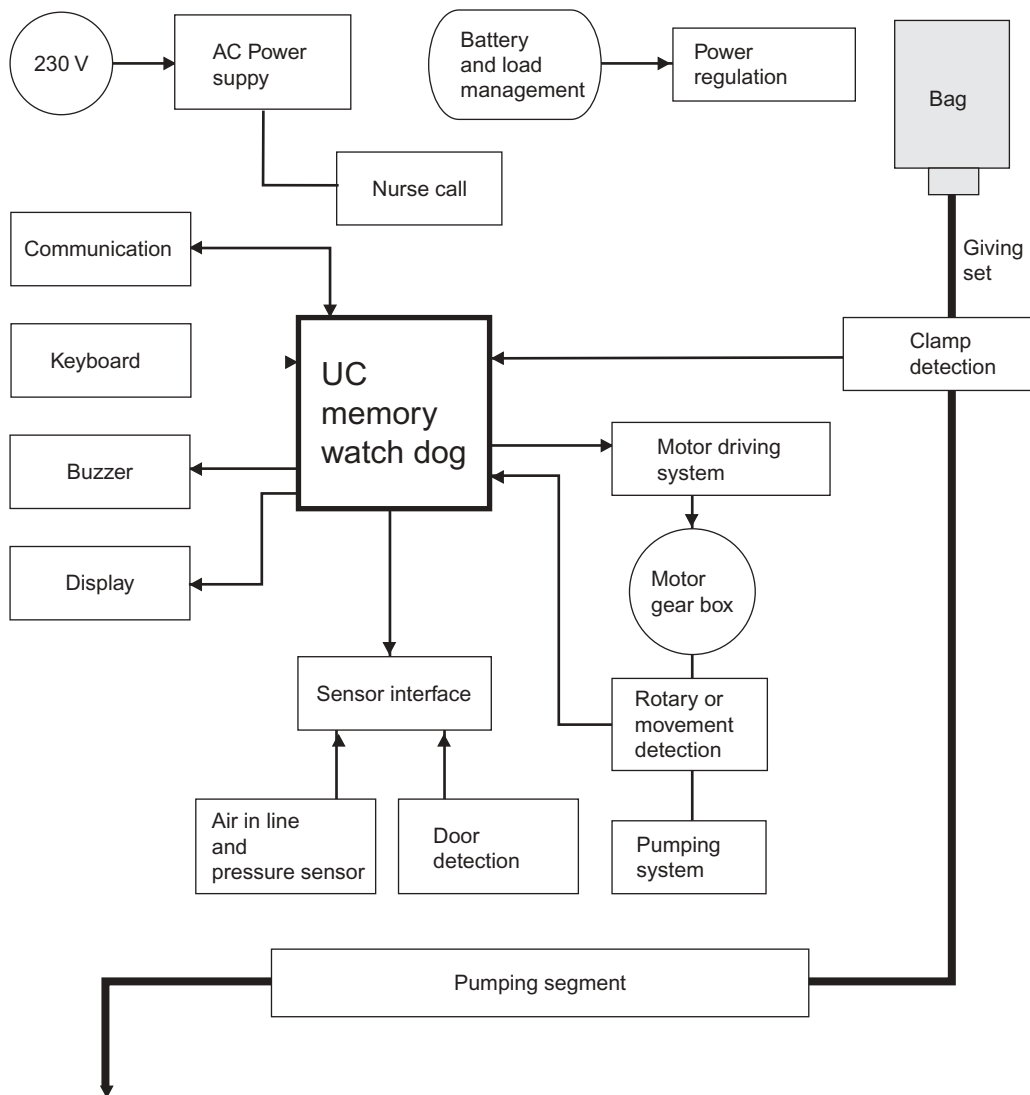 230 V
AC Power
suppy
Battery
and load
management
Power
regulation
Bag
Nurse call
Communication
Giving
set
Keyboard
UC
memory
watch dog
Clamp
detection
Buzzer
Motor driving
system
Display
Motor
gear box
Sensor interface
Rotary or
movement
detection
Air in line
and
pressure sensor
Door
detection
Pumping
system
Pumping segment